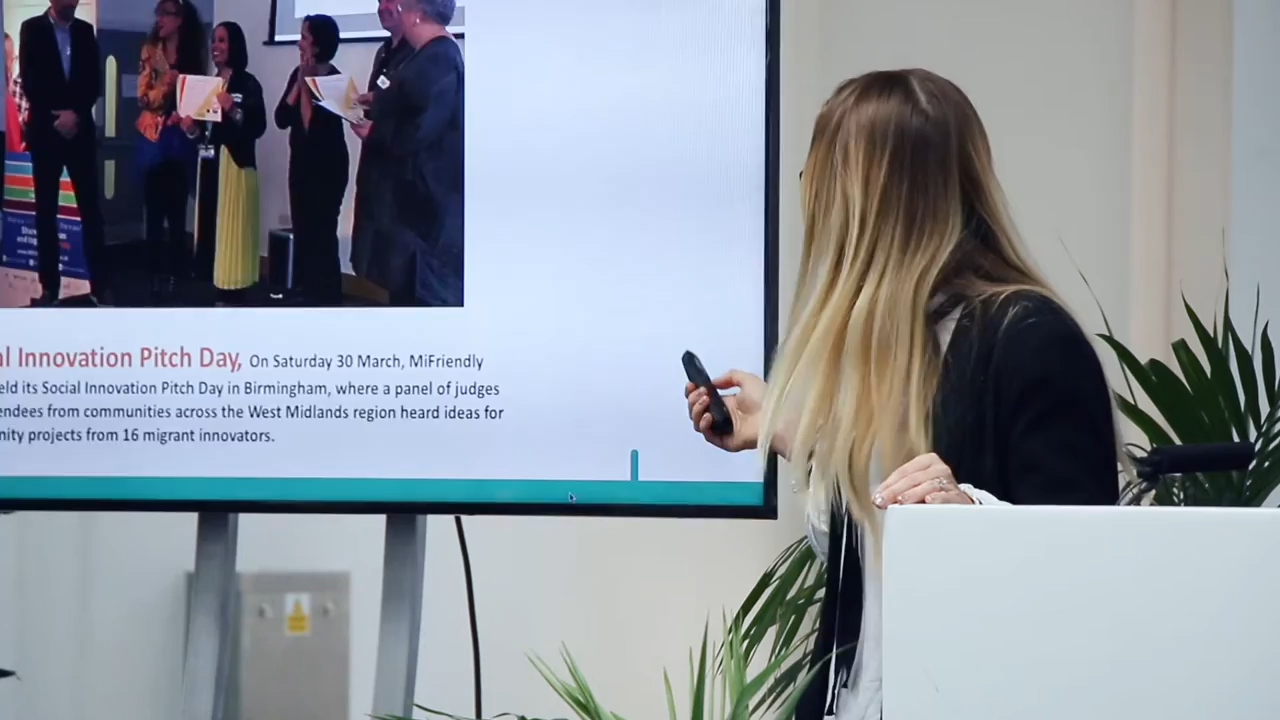 al Innovation Pitch Day, On Saturday 30 March, MiFriendly
eld its Social Innovation Pitch Day in Birmingham, where a panel of judges
endees from communities across the West Midlands region heard ideas for
nity projects from 16 migrant innovators.